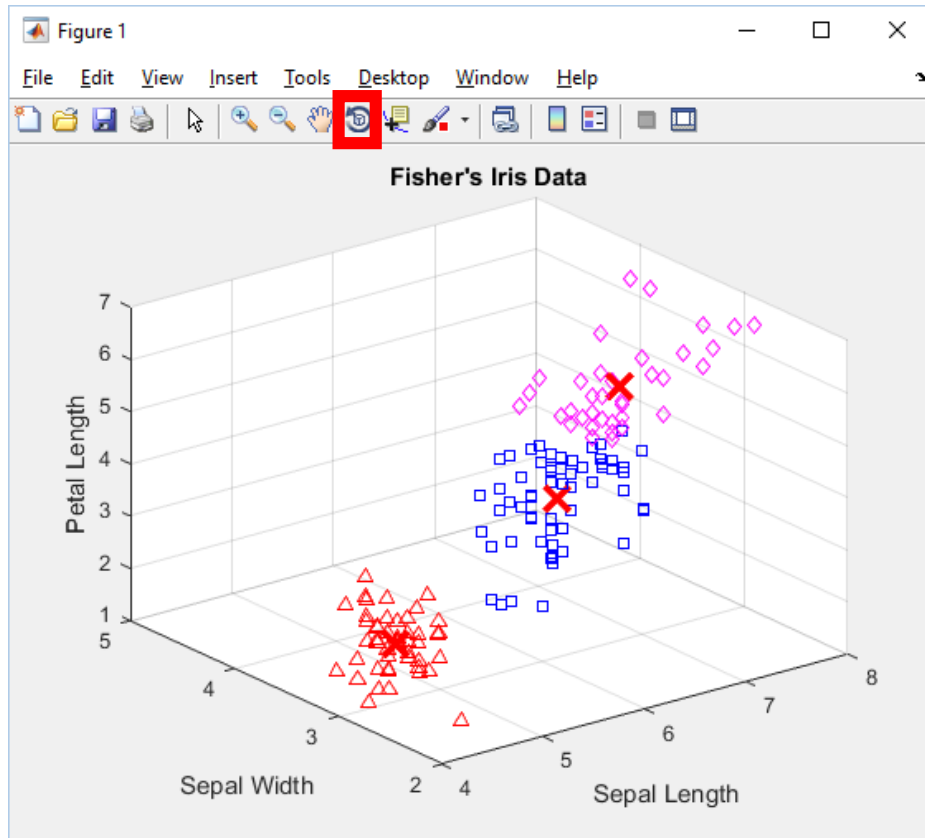 Figure 1
File Edit View Insert Tools Desktop Window Help
Fisher's Iris Data
7
6
5
4
3
2
1
Petal Length
5
4
3
2
Sepal Width
4
5
6
7
8
Sepal Length